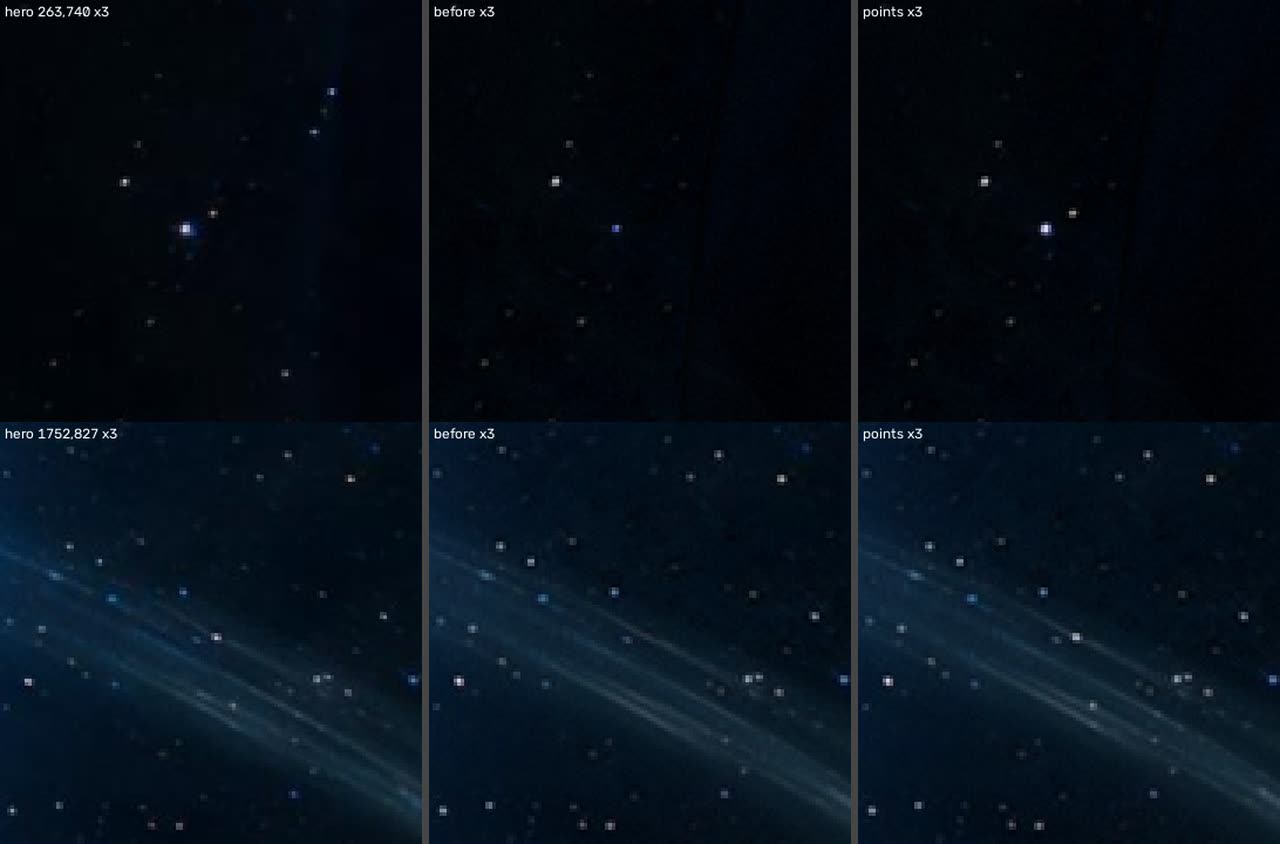 hero 263,740 x3
before x3
points x3
hero 1752,827 x3
before x3
points x3